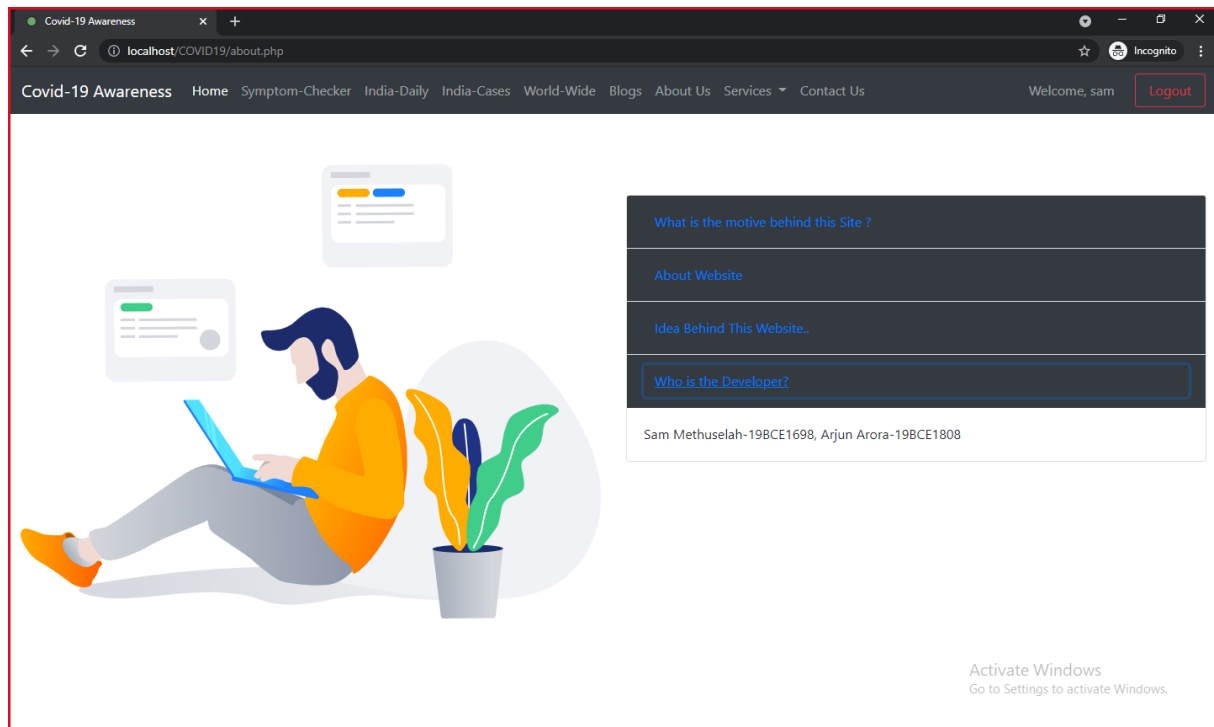 Covid-19 Awareness
localhost/COVID19/about.php
Incognito
Covid-19 Awareness Home Symptom-Checker India-Daily India-Cases World-Wide Blogs About Us Services Contact Us Welcome, sam Logout
What is the motive behind this Site ?
About Website
Idea Behind This Website..
Who is the Developer?
Sam Methuselah-19BCE1698, Arjun Arora-19BCE1808
Activate Windows
Go to Settings to activate Windows.